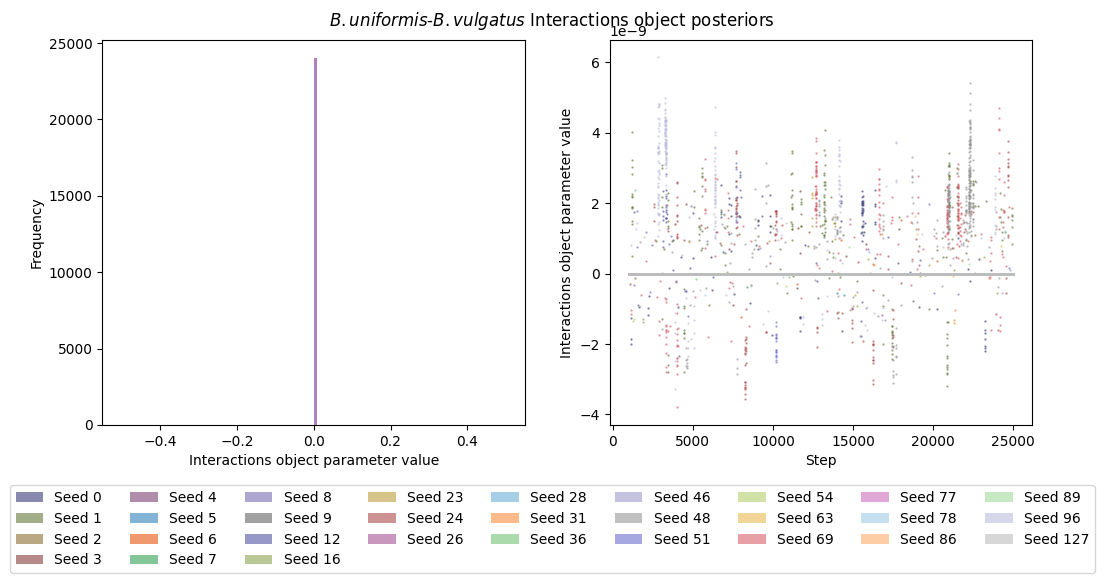 B.uniformis-B.vulgatus Interactions object posteriors
25000
20000
15000
10000
5000
0
Frequency
−0.4 −0.2 0.0 0.2 0.4
Interactions object parameter value
1e−9
6
4
2
0
−2
−4
Interactions object parameter value
0 5000 10000 15000 20000 25000
Step
Seed 0 Seed 4 Seed 8 Seed 23 Seed 28 Seed 46 Seed 54 Seed 77 Seed 89
Seed 1 Seed 5 Seed 9 Seed 24 Seed 31 Seed 48 Seed 63 Seed 78 Seed 96
Seed 2 Seed 6 Seed 12 Seed 26 Seed 36 Seed 51 Seed 69 Seed 86 Seed 127
Seed 3 Seed 7 Seed 16